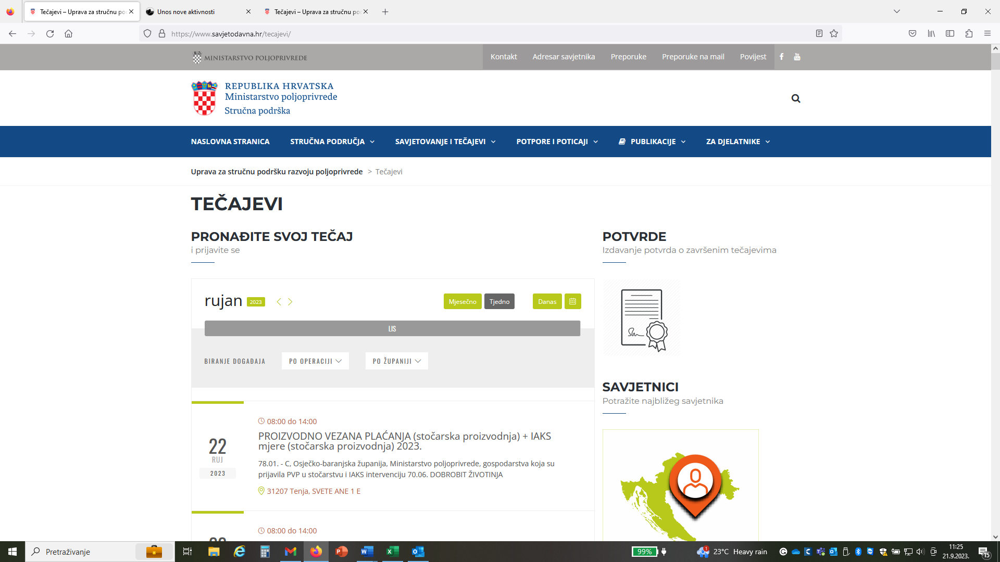 Tečajevi – Uprava za stručnu po
Unos nove aktivnosti
Tečajevi – Uprava za stručnu po
https://www.savjetodavna.hr/tecajevi/
MINISTARSTVO POLJOPRIVREDE
Kontakt
Adresar savjetnika
Preporuke
Preporuke na mail
Povijest
REPUBLIKA HRVATSKA
Ministarstvo poljoprivrede
Stručna podrška
NASLOVNA STRANICA
STRUČNA PODRUČJA
SAVJETOVANJE I TEČAJEVI
POTPORE I POTICAJI
PUBLIKACIJE
ZA DJELATNIKE
Uprava za stručnu podršku razvoju poljoprivrede > Tečajevi
TEČAJEVI
PRONAĐITE SVOJ TEČAJ
i prijavite se
rujan 2023
Mjesečno
Tjedno
Danas
LIS
BIRANJE DOGAĐAJA
PO OPERACIJI
PO ŽUPANIJI
22
RUJ
2023
08:00 do 14:00
PROIZVODNO VEZANA PLAĆANJA (stočarska proizvodnja) + IAKS
mjere (stočarska proizvodnja) 2023.
78.01. - C, Osječko-baranjska županija, Ministarstvo poljoprivrede, gospodarstva koja su
prijavila PVP u stočarstvu i IAKS intervenciju 70.06. DOBROBIT ŽIVOTINJA
31207 Tenja, SVETE ANE 1 E
08:00 do 14:00
POTVRDE
Izdavanje potvrda o završenim tečajevima
SAVJETNICI
Potražite najbližeg savjetnika
Pretraživanje
99%
23°C Heavy rain
11:25
21.9.2023.
15